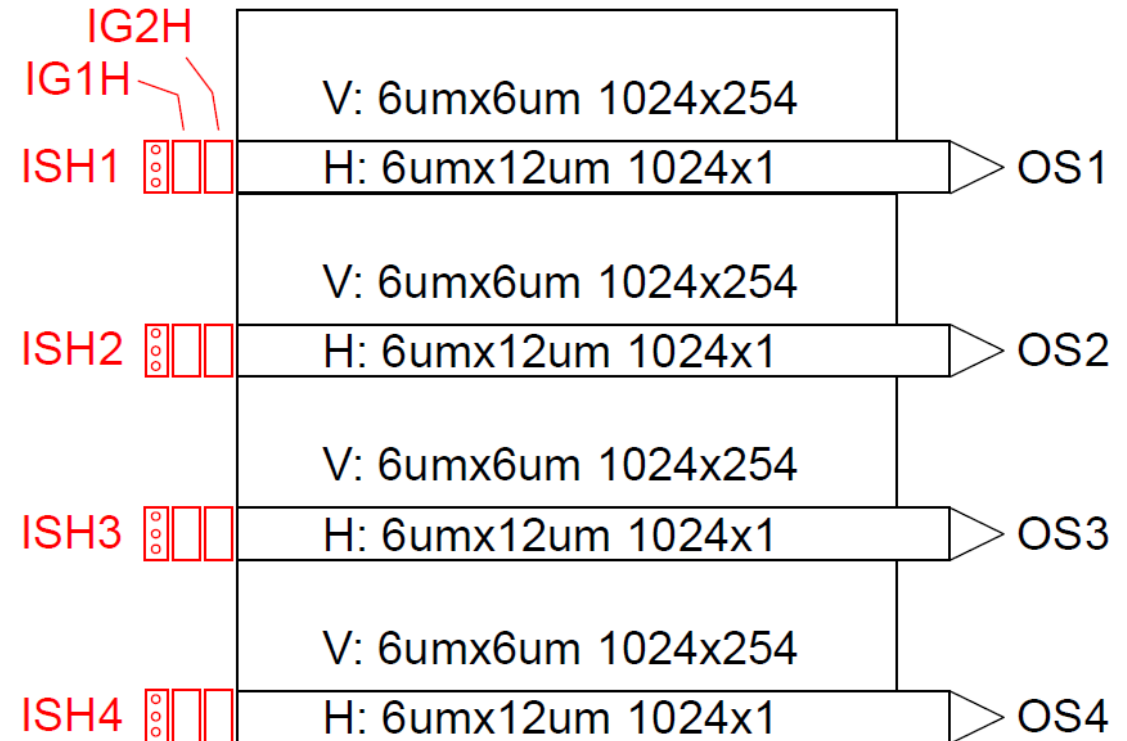 IG2H
IG1H
V: 6umx6um 1024x254
ISH1 H: 6umx12um 1024x1 OS1
V: 6umx6um 1024x254
ISH2 H: 6umx12um 1024x1 OS2
V: 6umx6um 1024x254
ISH3 H: 6umx12um 1024x1 OS3
V: 6umx6um 1024x254
ISH4 H: 6umx12um 1024x1 OS4